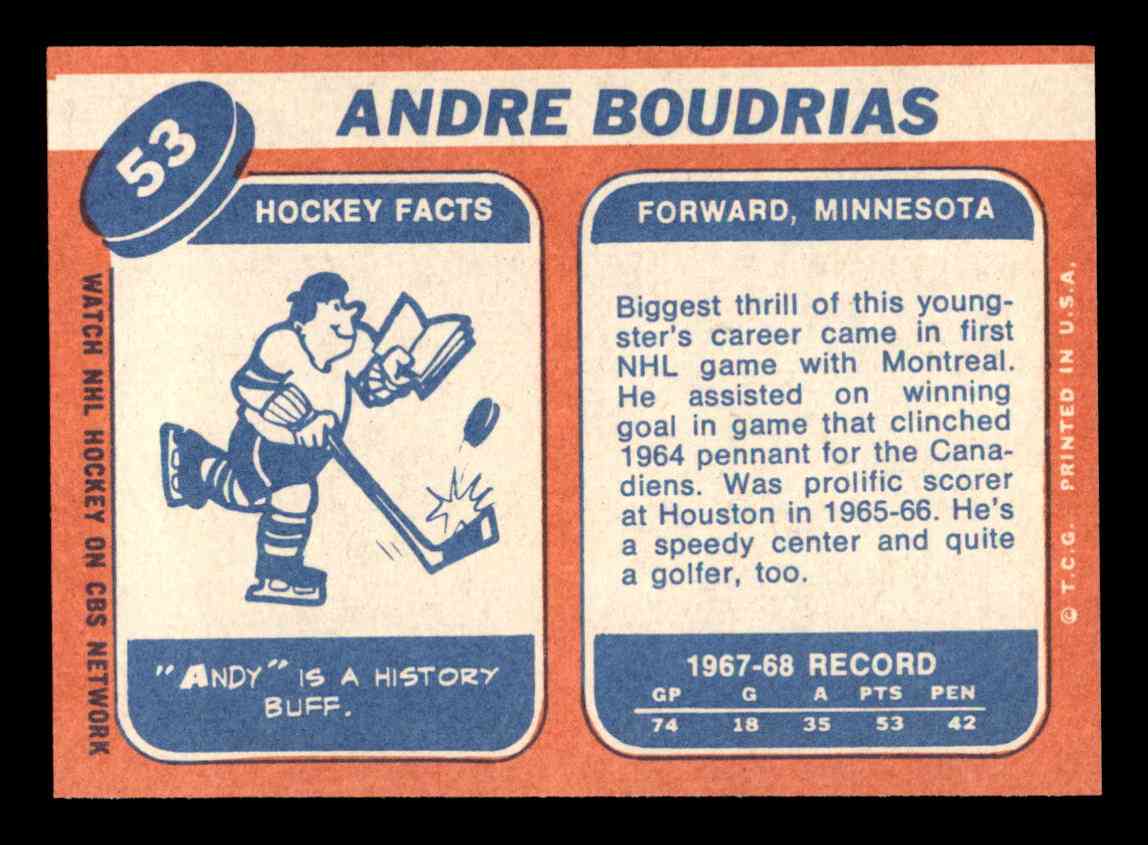 ANDRE BOUDRIAS
53
HOCKEY FACTS
"ANDY" IS A HISTORY
BUFF.
WATCH NHL HOCKEY ON CBS NETWORK
FORWARD, MINNESOTA
Biggest thrill of this young-
ster's career came in first
NHL game with Montreal.
He assisted on winning
goal in game that clinched
1964 pennant for the Cana-
diens. Was prolific scorer
at Houston in 1965-66. He's
a speedy center and quite
a golfer, too.
1967-68 RECORD
GP G A PTS PEN
74 18 35 53 42
© T.C.G. PRINTED IN U.S.A.